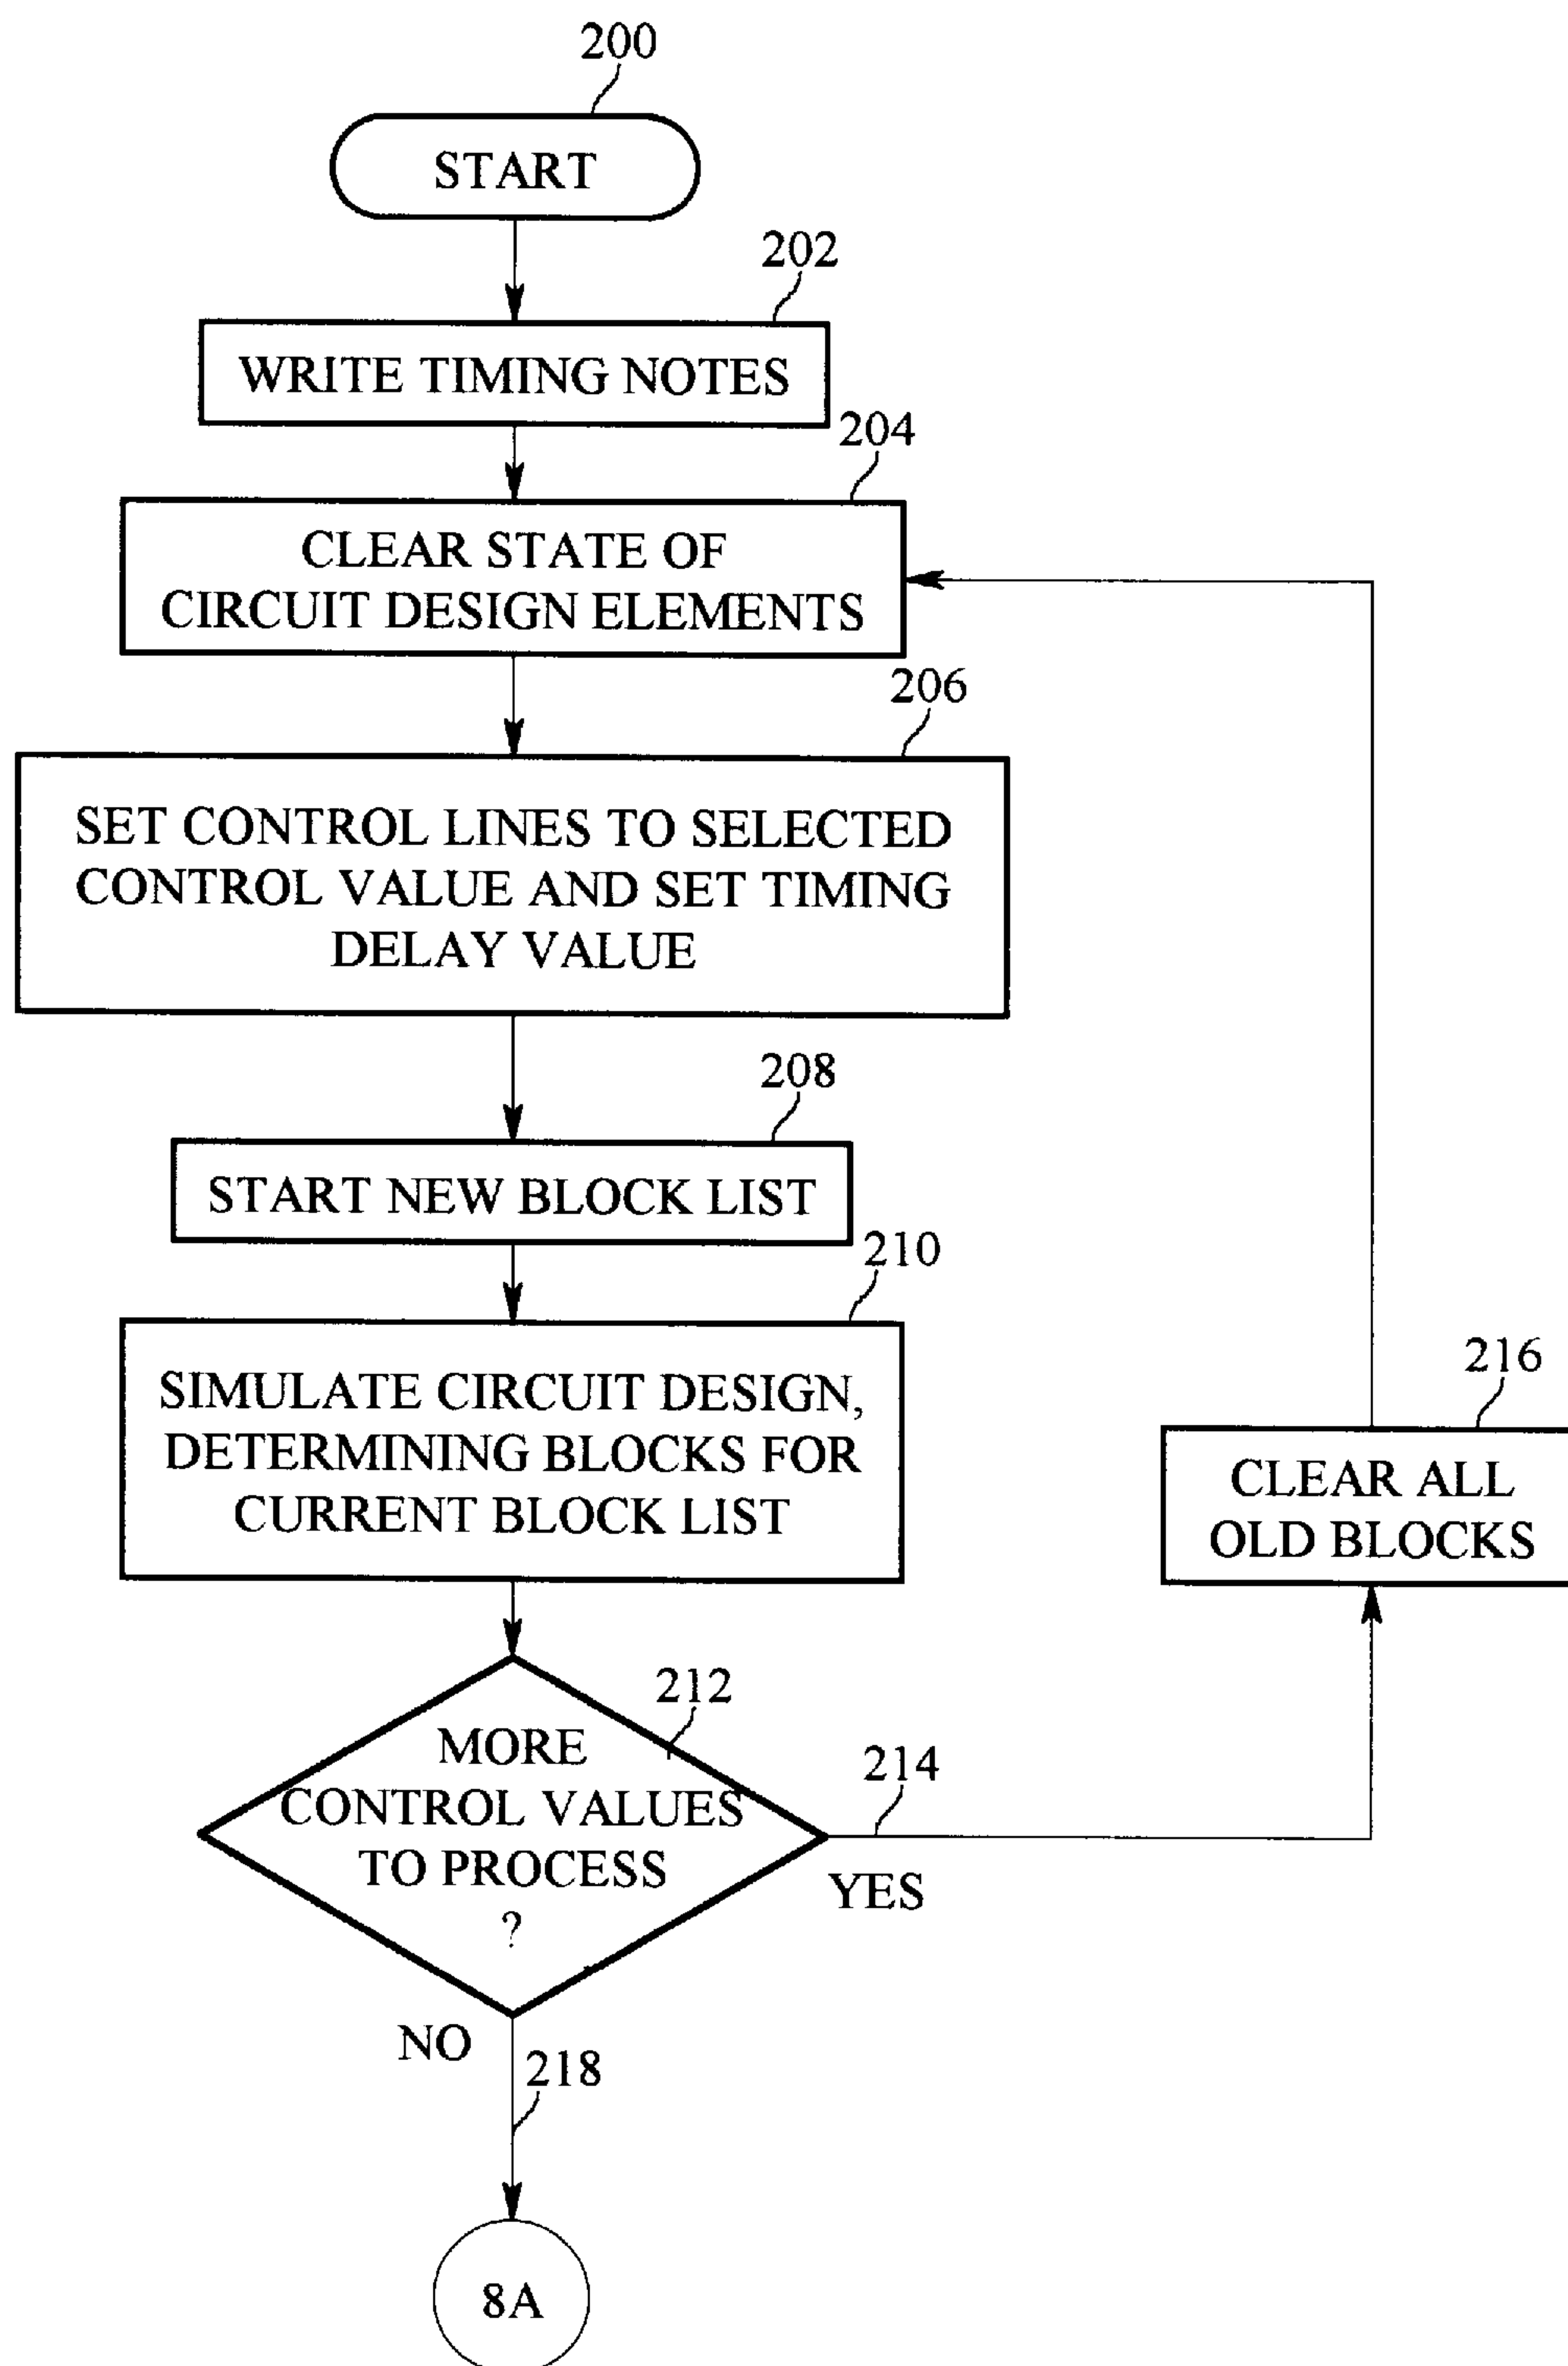 200
START
202
WRITE TIMING NOTES
204
CLEAR STATE OF
CIRCUIT DESIGN ELEMENTS
206
SET CONTROL LINES TO SELECTED
CONTROL VALUE AND SET TIMING
DELAY VALUE
208
START NEW BLOCK LIST
210
SIMULATE CIRCUIT DESIGN,
DETERMINING BLOCKS FOR
CURRENT BLOCK LIST
216
CLEAR ALL
OLD BLOCKS
212
MORE
CONTROL VALUES
TO PROCESS
?
214
YES
NO
218
8A